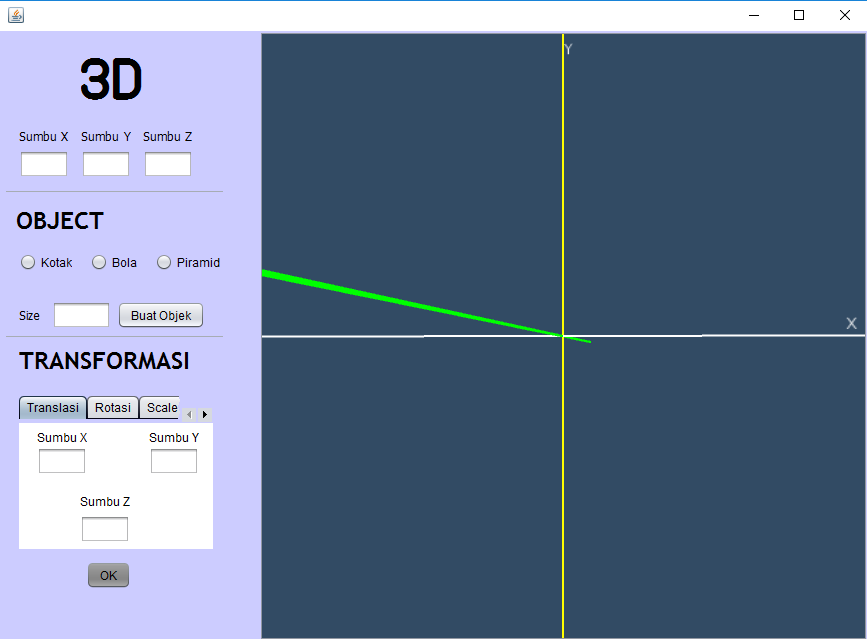 3D
Sumbu X Sumbu Y Sumbu Z
OBJECT
Kotak Bola Piramid
Size Buat Objek
TRANSFORMASI
Translasi Rotasi Scale
Sumbu X Sumbu Y
Sumbu Z
OK
Y
X